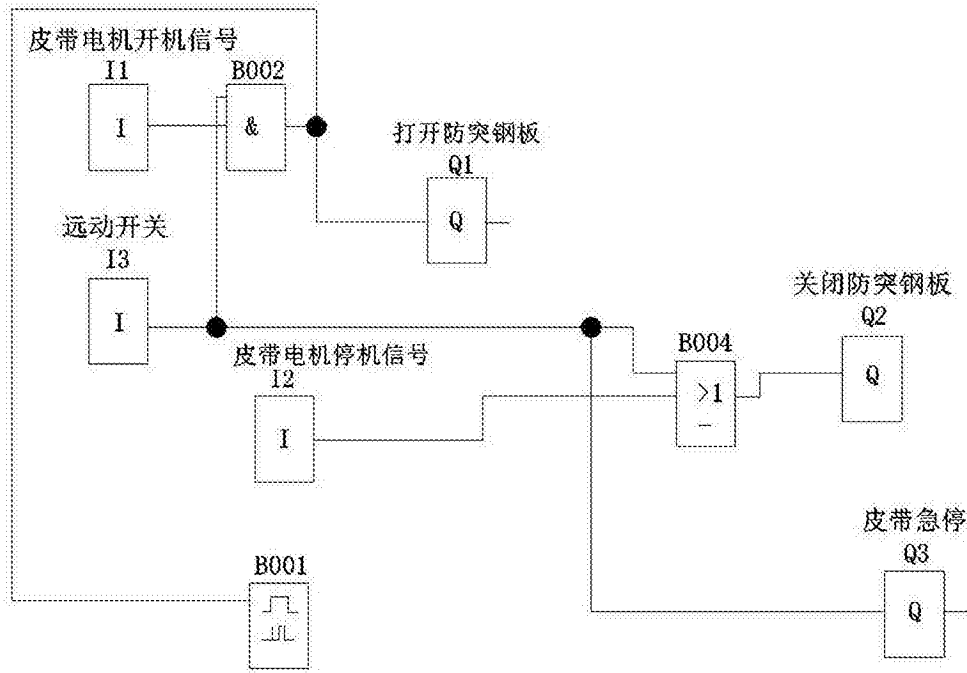 皮带电机开机信号
I1
B002
I
&
打开防突钢板
Q1
Q
远动开关
I3
I
关闭防突钢板
Q2
Q
皮带电机停机信号
I2
I
B004
>1
皮带急停
Q3
Q
B001